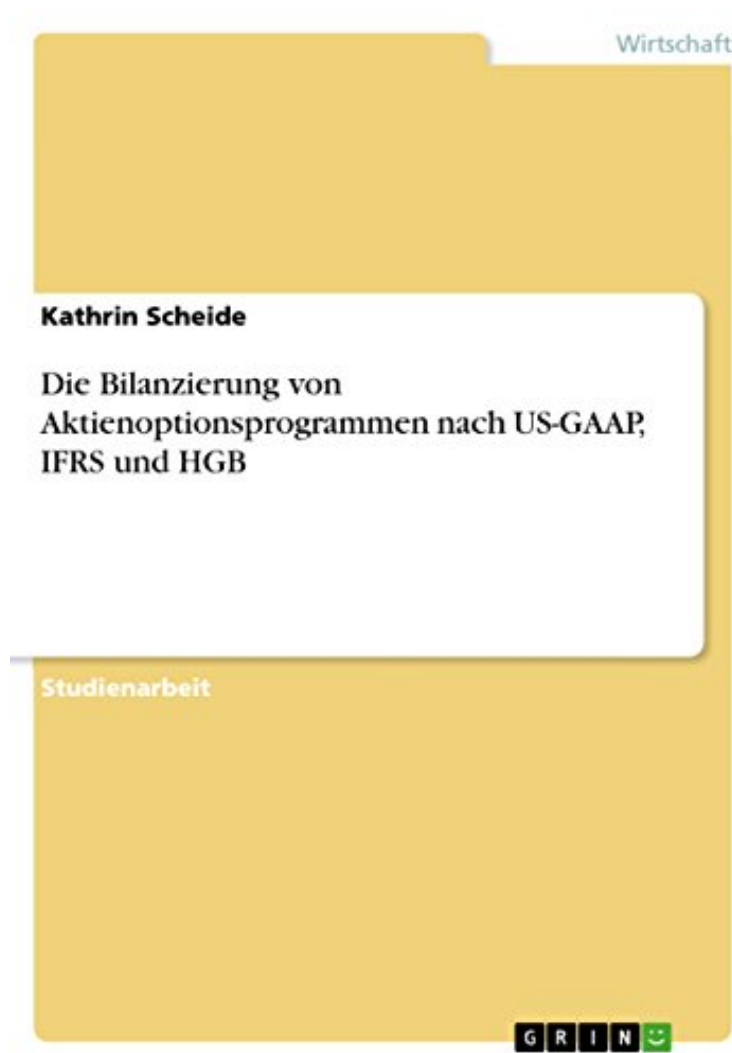 Wirtschaft
Kathrin Scheide
Die Bilanzierung von
Aktienoptionsprogrammen nach US-GAAP,
IFRS und HGB
Studienarbeit
GRIN